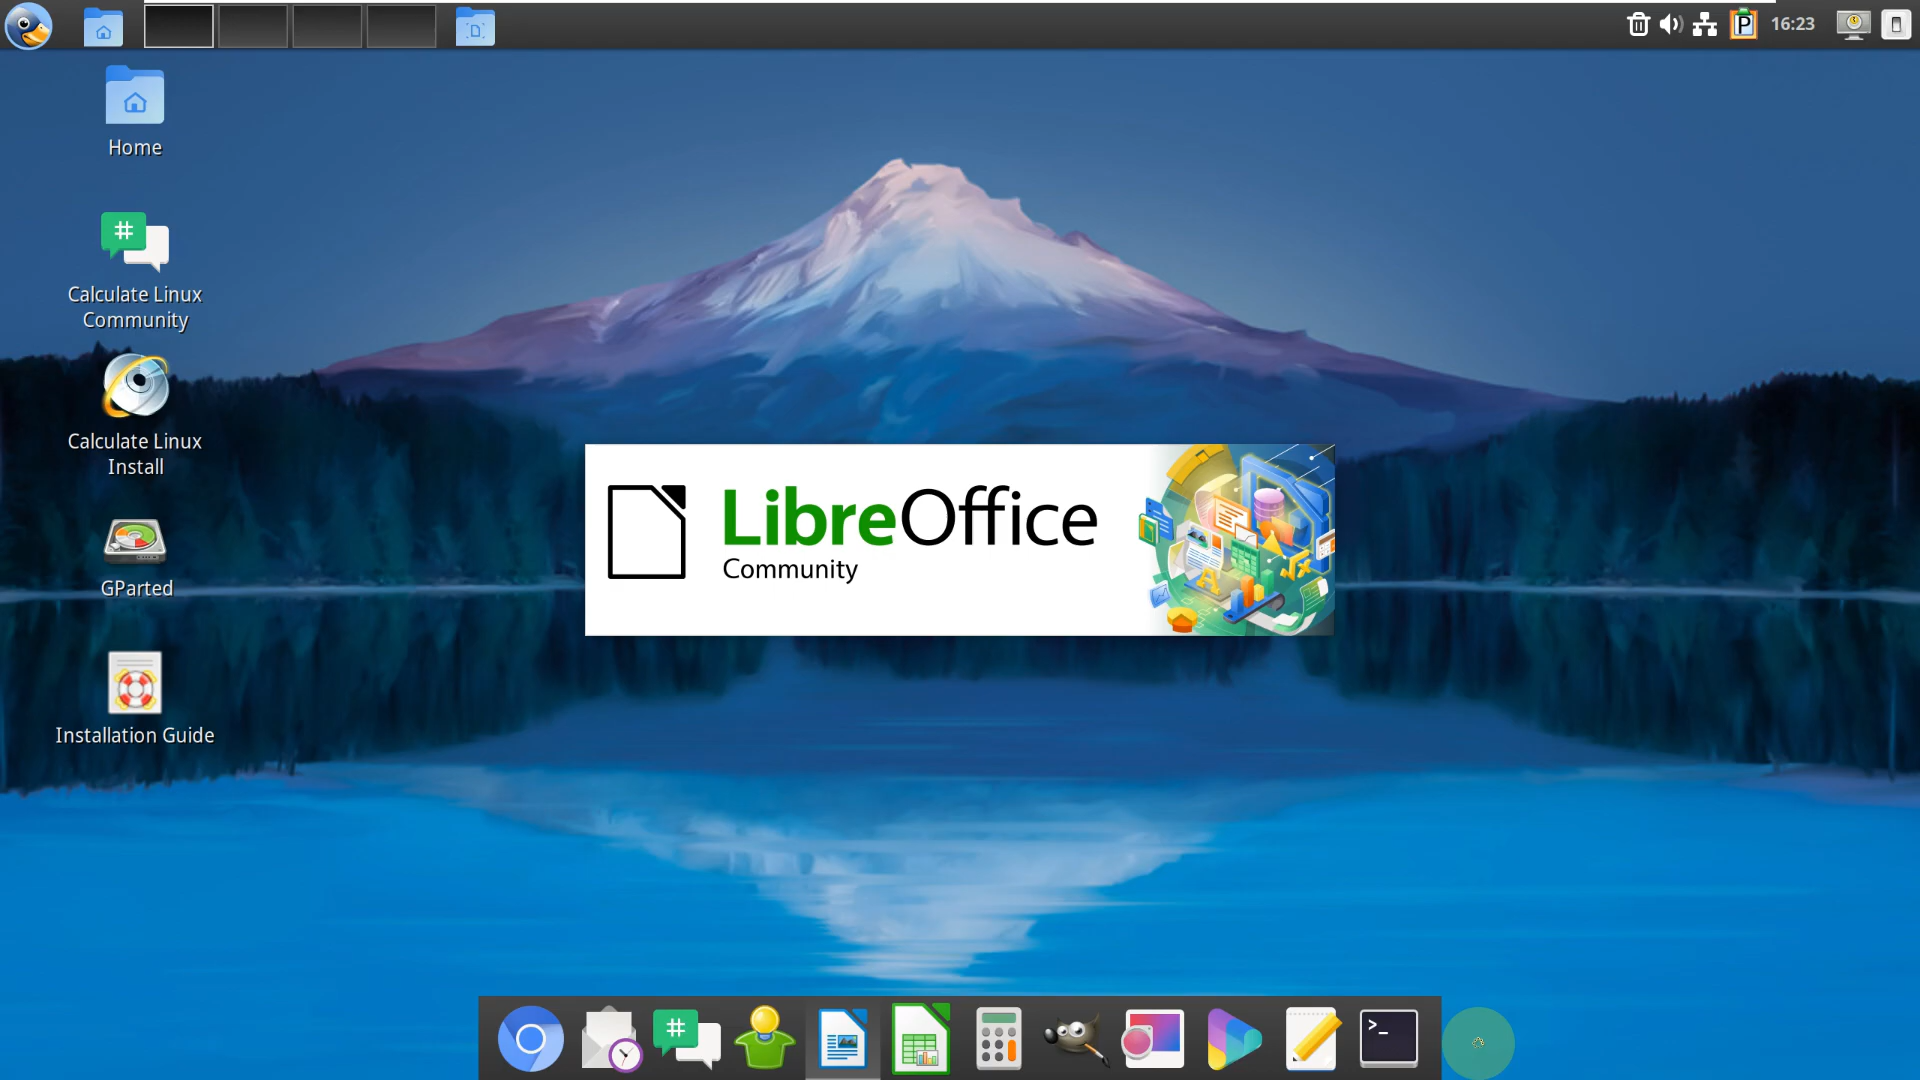 P
16:23
Home
#
Calculate Linux
Community
Calculate Linux
Install
GParted
Installation Guide
LibreOffice
Community
#
>_